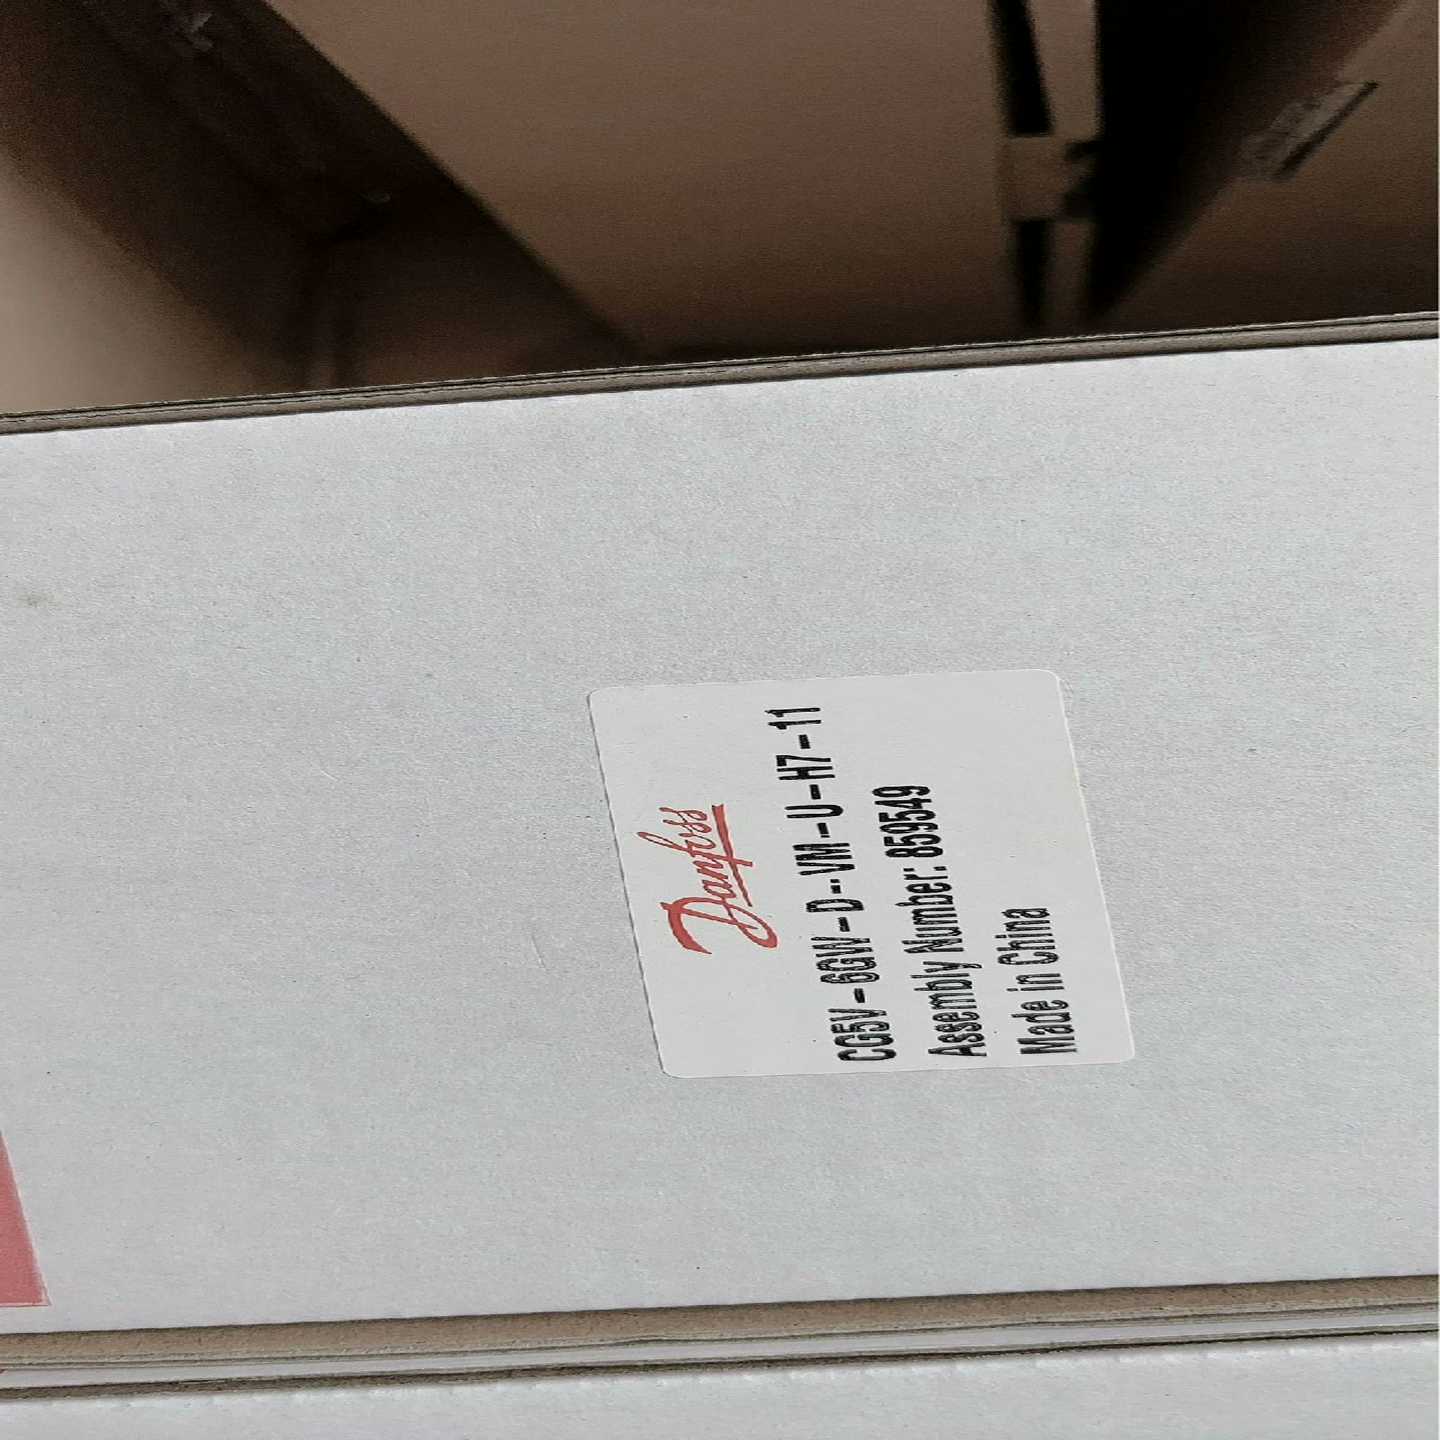 Danfoss
CG5V-6GW-D-VM-U-H7-11
Assembly Number: 859549
Made in China